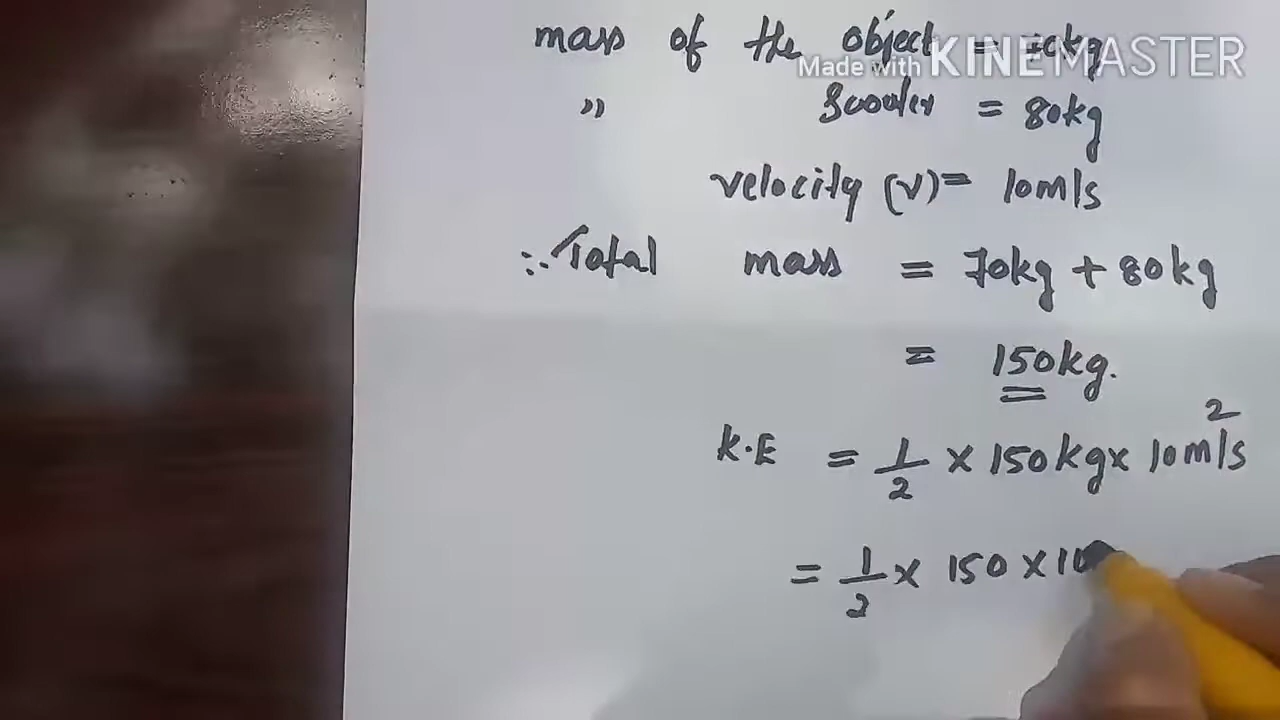 mass of the object =
Made with KINEMASTER
” Scooter = 80kg
velocity (v)= 10m/s
∴ Total mass = 70kg + 80kg
= 150kg.
K.E = 1/2 x 150kg x 10m/s 2
= 1/2 x 150 x 10